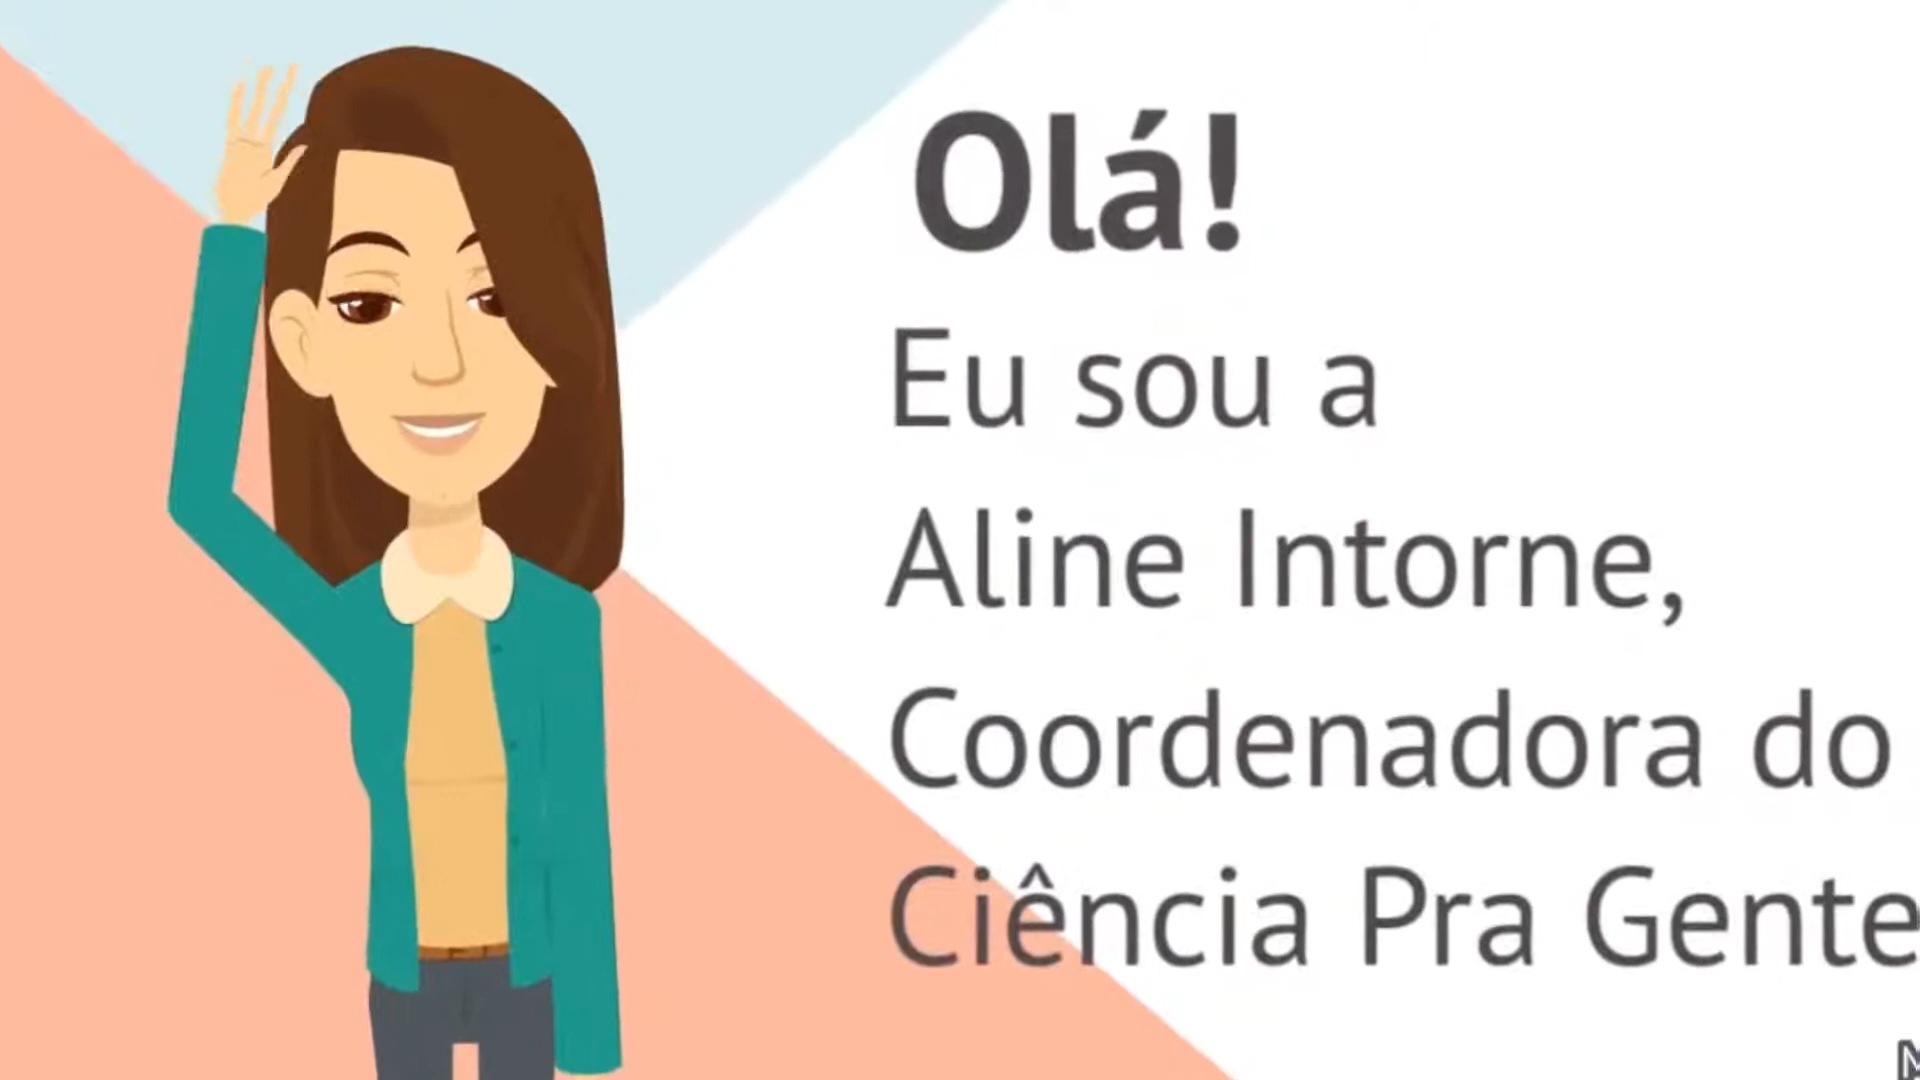 Olá!
Eu sou a
Aline Intorne,
Coordenadora do
Ciência Pra Gente